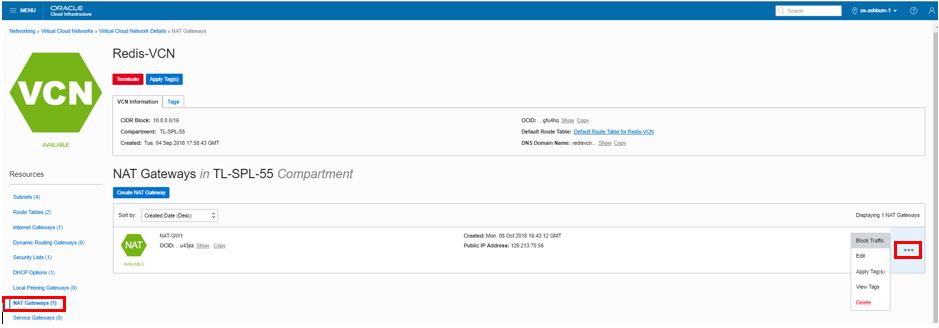 MENU ORACLE Cloud Infrastructure Search us-ashburn-1
Networking » Virtual Cloud Networks » Virtual Cloud Network Details » NAT Gateways
VCN
AVAILABLE
Redis-VCN
Terminate Apply Tag(s)
VCN Information Tags
CIDR Block: 10.0.0.0/16
Compartment: TL-SPL-55
Created: Tue, 04 Sep 2018 17:58:43 GMT
OCID: ...gfu4hq Show Copy
Default Route Table: Default Route Table for Redis-VCN
DNS Domain Name: redisvcn... Show Copy
Resources
Subnets (4)
Route Tables (2)
Internet Gateways (1)
Dynamic Routing Gateways (0)
Security Lists (1)
DHCP Options (1)
Local Peering Gateways (0)
NAT Gateways (1)
Service Gateways (0)
NAT Gateways in TL-SPL-55 Compartment
Create NAT Gateway
Sort by: Created Date (Desc) Displaying 1 NAT Gateways
NAT
AVAILABLE
NAT-GW1
OCID: ...u43jla Show Copy
Created: Mon, 08 Oct 2018 16:43:12 GMT
Public IP Address: 129.213.70.56
Block Traffic
Edit
Apply Tag(s)
View Tags
Delete